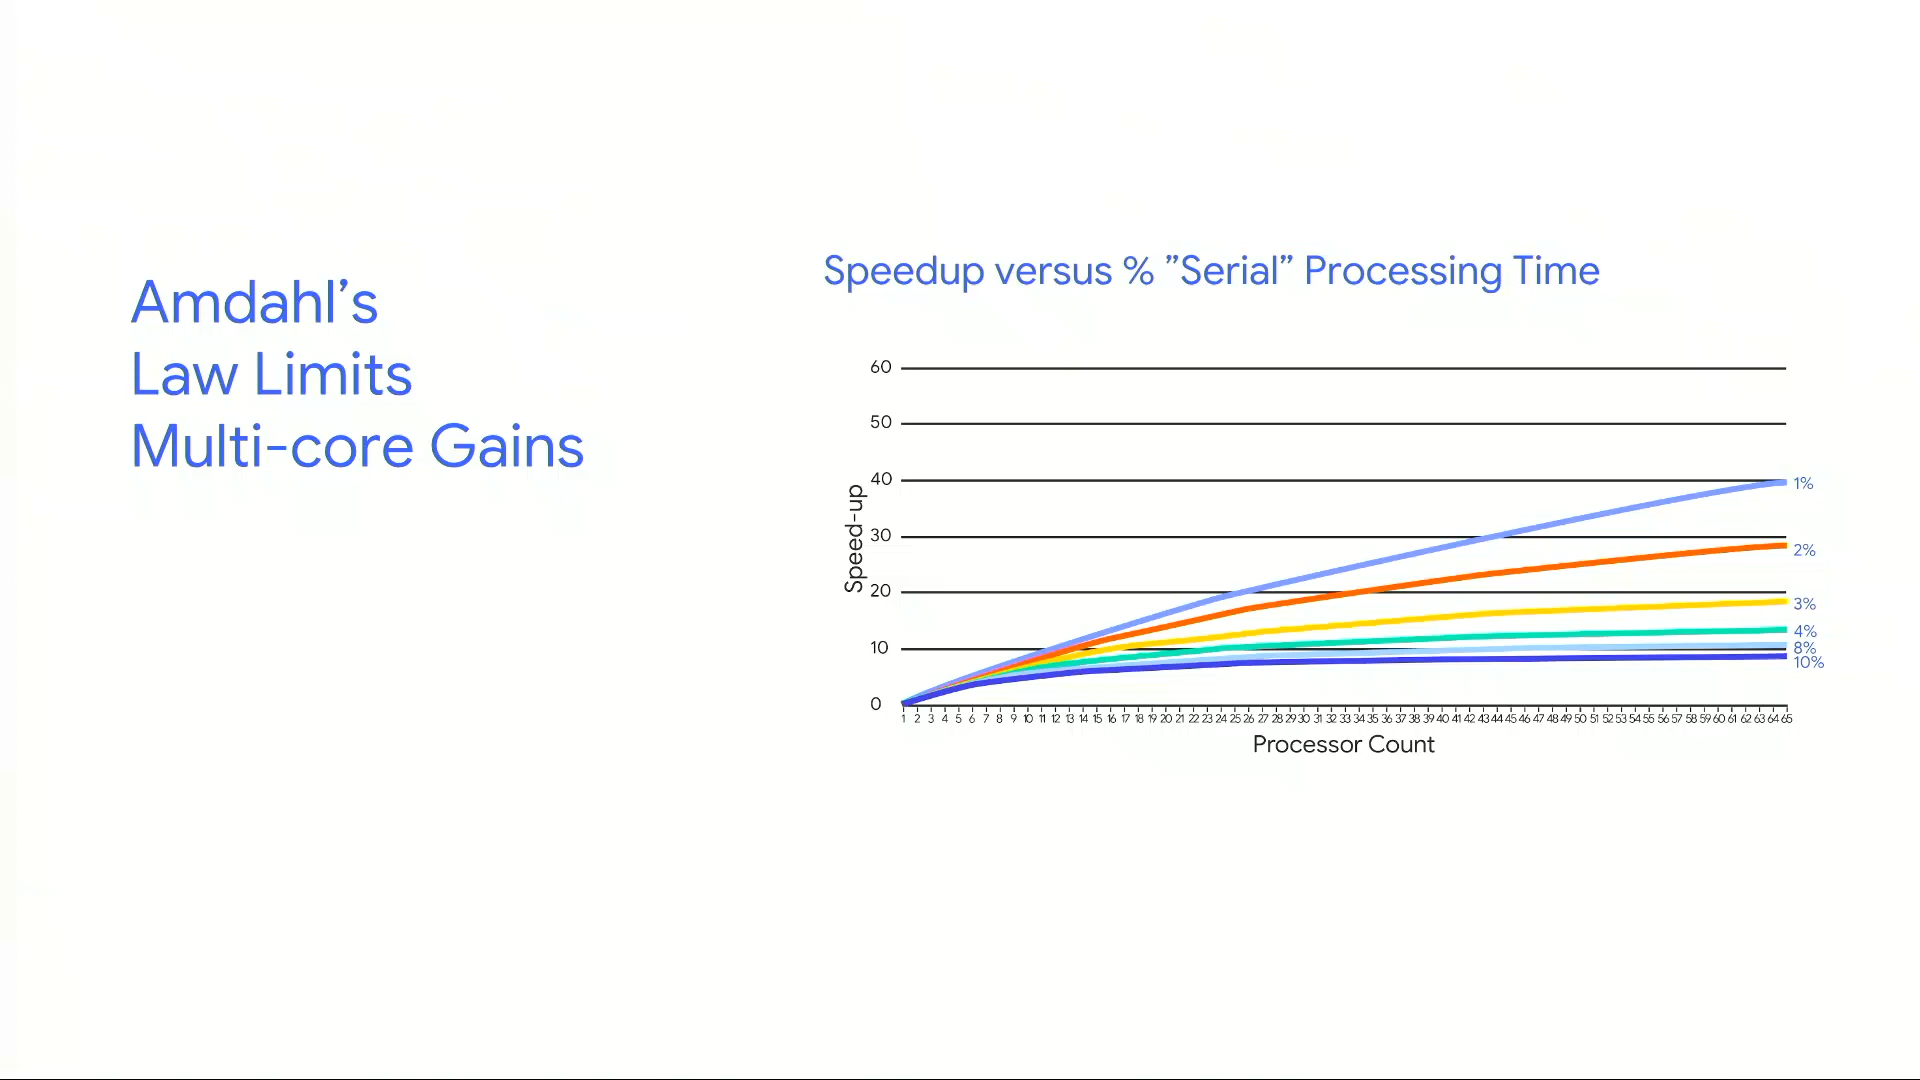 Amdahl's
Law Limits
Multi-core Gains
Speedup versus % ”Serial” Processing Time
60
50
40
30
20
10
0
Speed-up
1%
2%
3%
4%
8%
10%
1 2 3 4 5 6 7 8 9 10 11 12 13 14 15 16 17 18 19 20 21 22 23 24 25 26 27 28 29 30 31 32 33 34 35 36 37 38 39 40 41 42 43 44 45 46 47 48 49 50 51 52 53 54 55 56 57 58 59 60 61 62 63 64 65
Processor Count